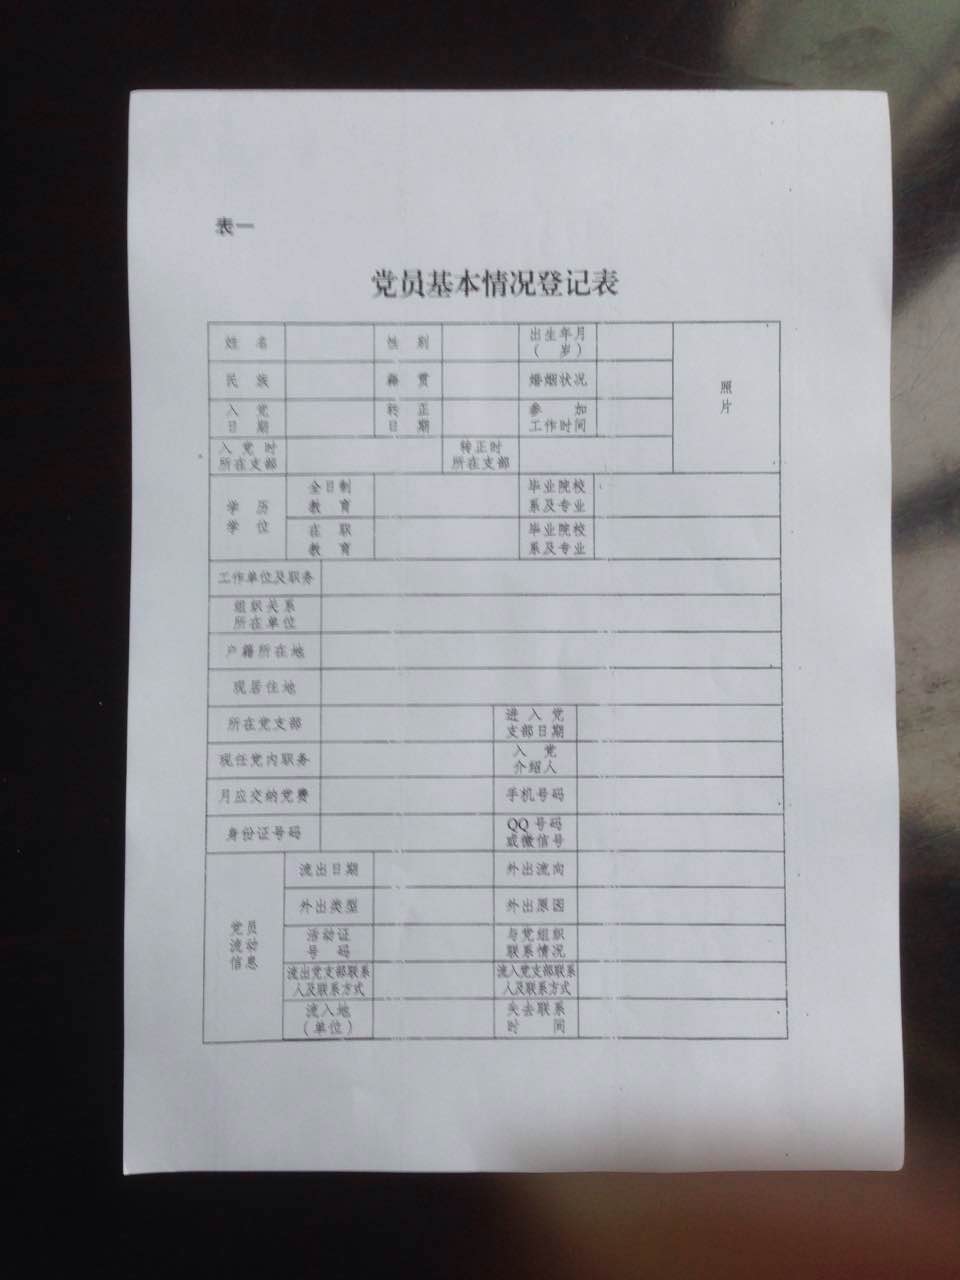 表一
党员基本情况登记表
姓 名 性 别 出生年月
( 岁)
照
片
民 族 籍 贯 婚姻状况
入 党
日 期
转 正
日 期
参 加
工作时间
入 党 时
所在支部
转正时
所在支部
学 历
学 位
全日制
教 育
毕业院校
系及专业
在 职
教 育
毕业院校
系及专业
工作单位及职务
组织关系
所在单位
户籍所在地
现居住地
所在党支部
进 入 党
支部日期
现任党内职务
入 党
介绍人
月应交纳党费 手机号码
身份证号码
QQ号码
或微信号
党员
流动
信息
流出日期 外出流向
外出类型 外出原因
活动证
号 码
与党组织
联系情况
流出党支部联系
人及联系方式
流入党支部联系
人及联系方式
流入地
(单位)
失去联系
时 间